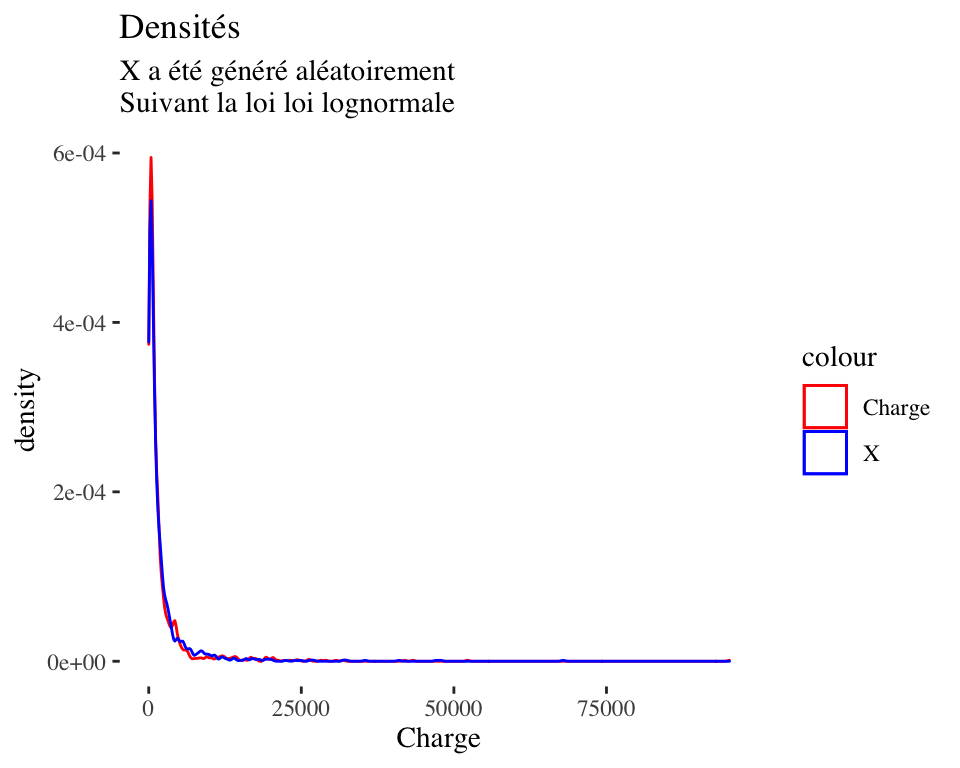 Densités
X a été généré aléatoirement
Suivant la loi loi lognormale
6e-04
4e-04
2e-04
0e+00
density
0
25000
50000
75000
Charge
colour
Charge
X